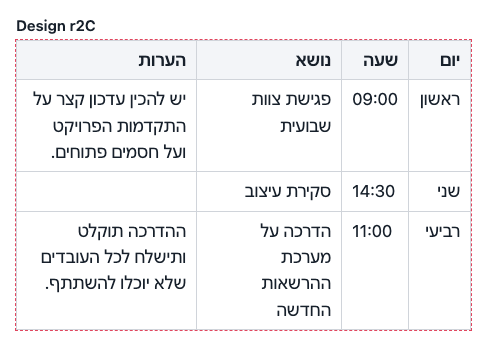 Design r2C
יום שעה נושא הערות
ראשון 09:00 פגישת צוות יש להכין עדכון קצר על
שבועית התקדמות הפרויקט
ועל חסמים פתוחים.
שני 14:30 סקירת עיצוב
רביעי 11:00 הדרכה על ההדרכה תוקלט
מערכת ותישלח לכל העובדים
ההרשאות שלא יוכלו להשתתף.
החדשה